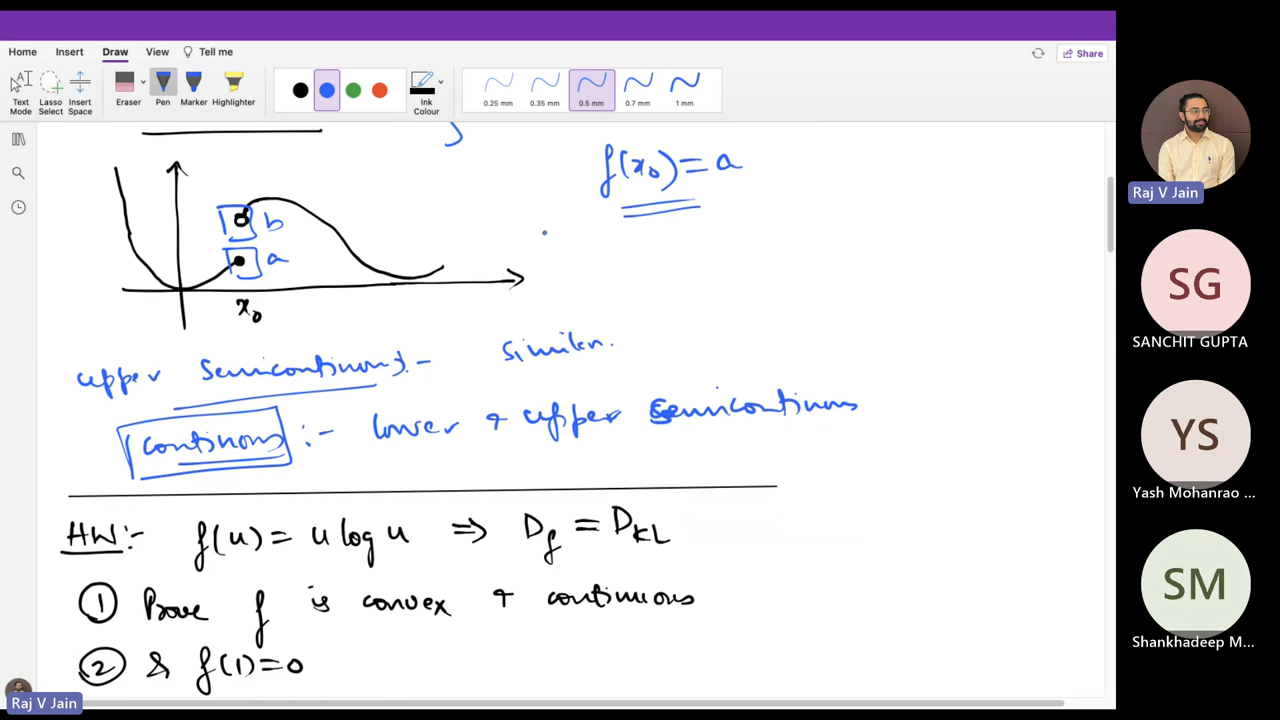 Home Insert Draw View Tell me
Share
Text Mode
Lasso Select
Insert Space
Eraser
Pen
Marker
Highlighter
Ink Colour
0.25 mm 0.35 mm 0.5 mm 0.7 mm 1 mm
f(x₀) = a
b
a
x₀
upper Semicontinous :- similar.
continous :- lower & upper Semicontinous
HW:- f(u) = u log u ⇒ D_f = D_KL
① Prove f is convex & continuous
② & f(1)=0
Raj V Jain
Raj V Jain
SG
SANCHIT GUPTA
YS
Yash Mohanrao ...
SM
Shankhadeep M...